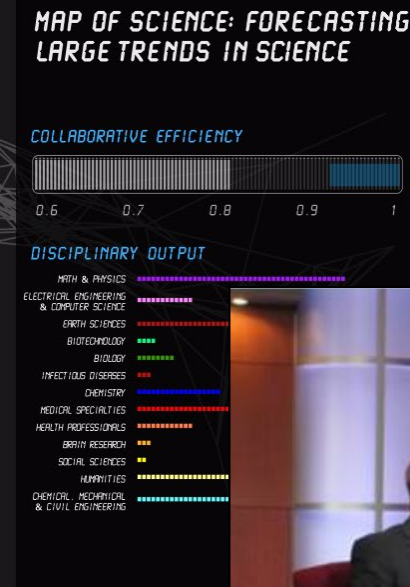 MAP OF SCIENCE: FORECASTING
LARGE TRENDS IN SCIENCE
COLLABORATIVE EFFICIENCY
0.6 0.7 0.8 0.9 1
DISCIPLINARY OUTPUT
MATH & PHYSICS
ELECTRICAL ENGINEERING
& COMPUTER SCIENCE
EARTH SCIENCES
BIOTECHNOLOGY
BIOLOGY
INFECTIOUS DISEASES
CHEMISTRY
MEDICAL SPECIALTIES
HEALTH PROFESSIONALS
BRAIN RESEARCH
SOCIAL SCIENCES
HUMANITIES
CHEMICAL, MECHANICAL
& CIVIL ENGINEERING